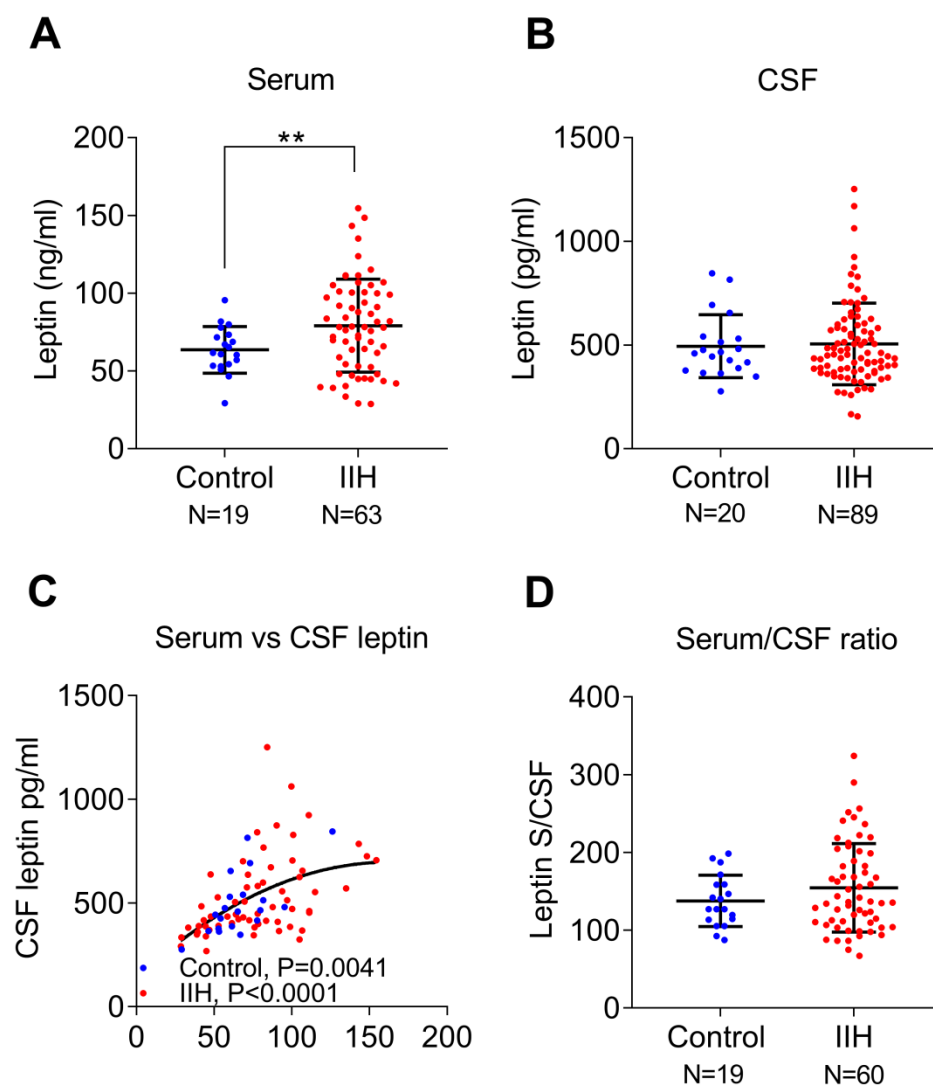 A
Serum
Leptin (ng/ml)
200
150
100
50
0
**
Control
IIH
N=19
N=63
B
CSF
Leptin (pg/ml)
1500
1000
500
0
Control
IIH
N=20
N=89
C
Serum vs CSF leptin
CSF leptin pg/ml
1500
1000
500
0
Control, P=0.0041
IIH, P<0.0001
0 50 100 150 200
D
Serum/CSF ratio
Leptin S/CSF
400
300
200
100
0
Control
IIH
N=19
N=60